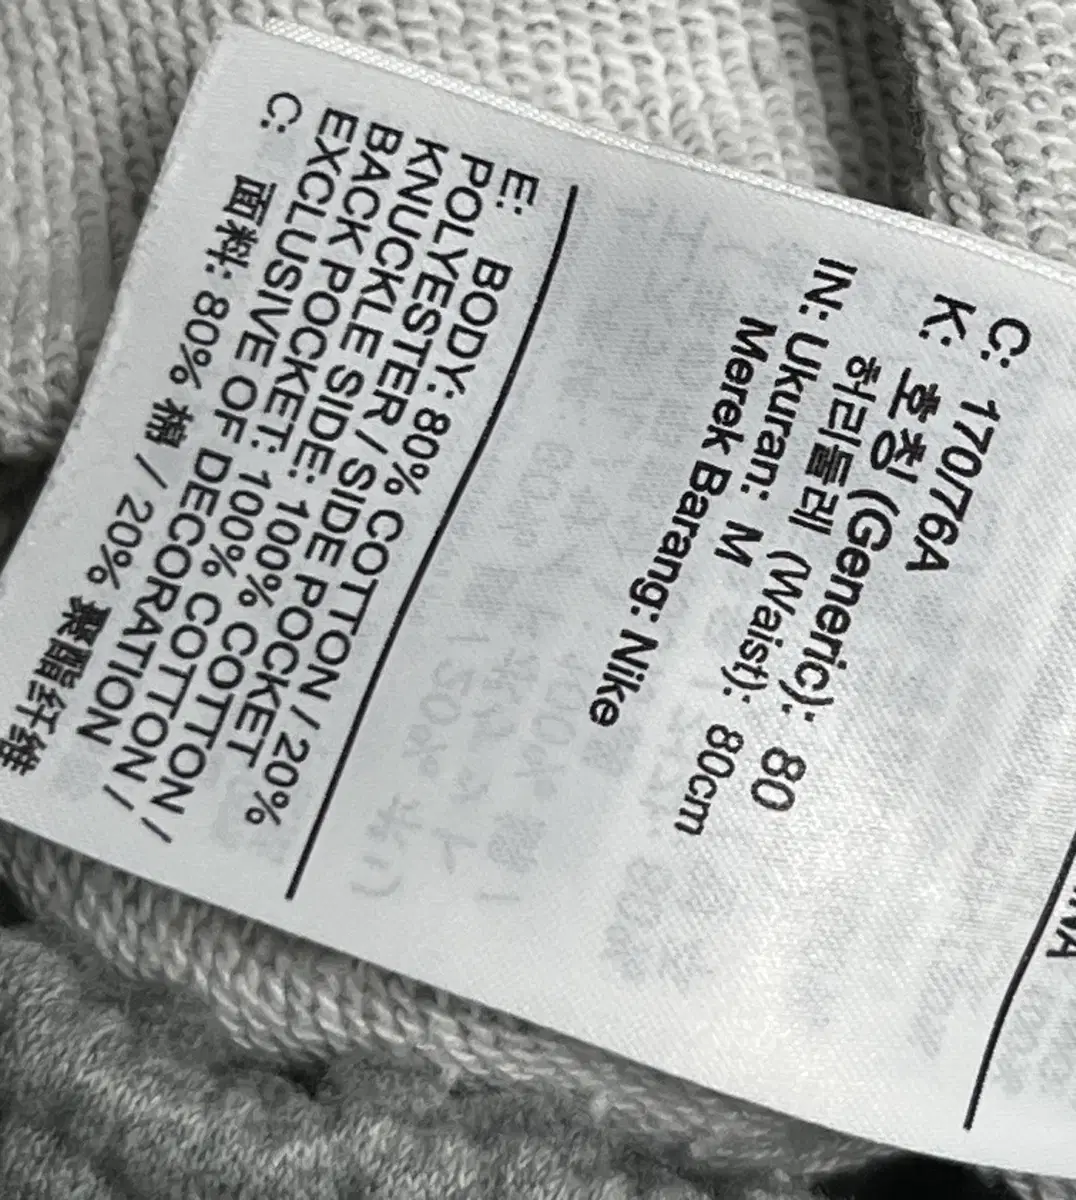 NA
C: 170/76A
K: 호칭 (Generic): 80
허리둘레 (Waist): 80cm
IN: Ukuran: M
Merek Barang: Nike
E: BODY: 80% COTTON / 20%
POLYESTER / SIDE POCKET
KNUCKLE SIDE: 100% COTTON /
BACK POCKET: 100% COTTON /
EXCLUSIVE OF DECORATION
C: 面料: 80% 棉 / 20% 聚酯纤维